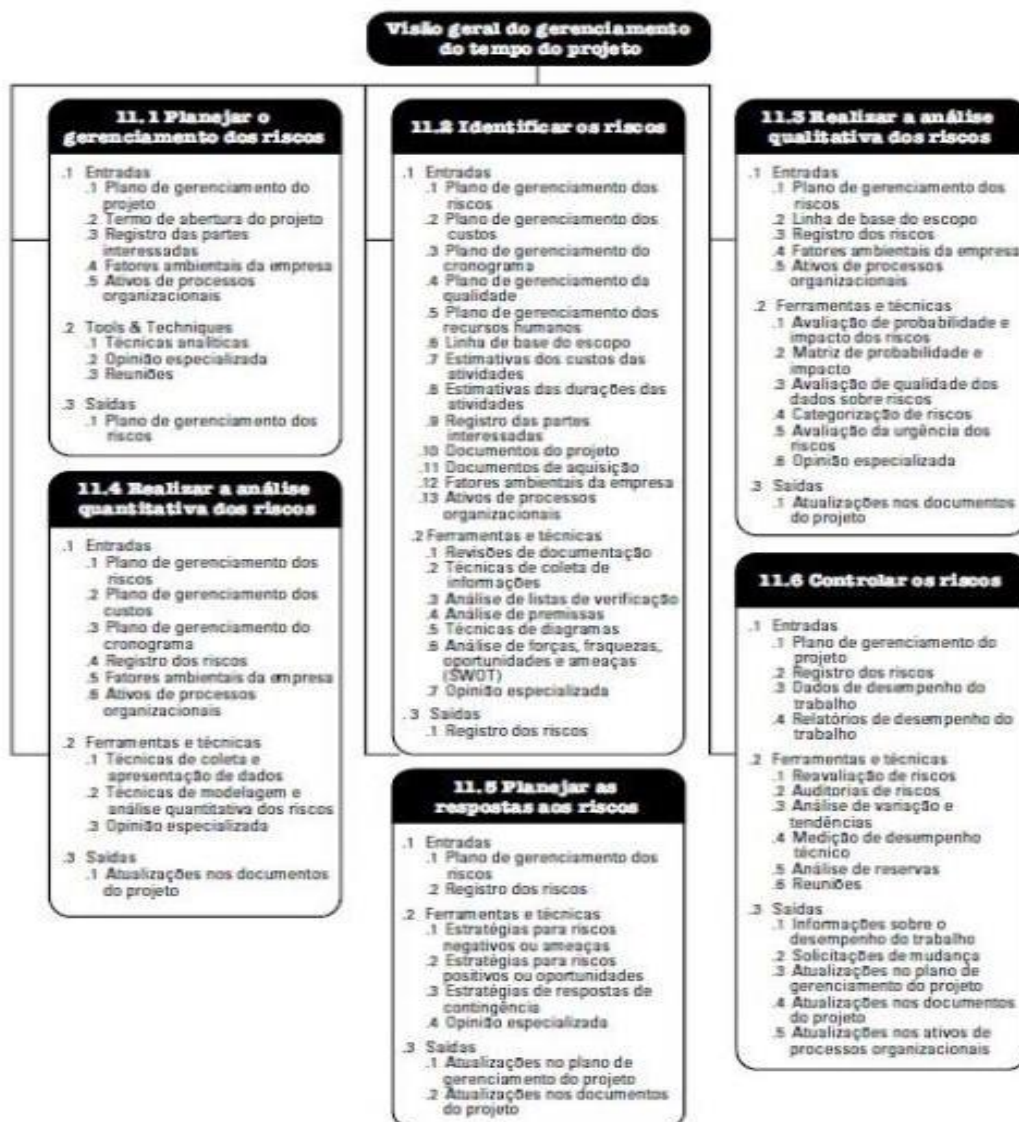 Visão geral do gerenciamento
do tempo do projeto
11.1 Planejar o
gerenciamento dos riscos
.1 Entradas
.1 Plano de gerenciamento do
projeto
.2 Termo de abertura do projeto
.3 Registro das partes
interessadas
.4 Fatores ambientais da empresa
.5 Ativos de processos
organizacionais
.2 Tools & Techniques
.1 Técnicas analíticas
.2 Opinião especializada
.3 Reuniões
.3 Saídas
.1 Plano de gerenciamento dos
riscos
11.2 Identificar os riscos
.1 Entradas
.1 Plano de gerenciamento dos
riscos
.2 Plano de gerenciamento dos
custos
.3 Plano de gerenciamento do
cronograma
.4 Plano de gerenciamento da
qualidade
.5 Plano de gerenciamento dos
recursos humanos
.6 Linha de base do escopo
.7 Estimativas dos custos das
atividades
.8 Estimativas das durações das
atividades
.9 Registro das partes
interessadas
.10 Documentos do projeto
.11 Documentos de aquisição
.12 Fatores ambientais da empresa
.13 Ativos de processos
organizacionais
.2 Ferramentas e técnicas
.1 Revisões de documentação
.2 Técnicas de coleta de
informações
.3 Análise de listas de verificação
.4 Análise de premissas
.5 Técnicas de diagramas
.6 Análise de forças, fraquezas,
oportunidades e ameaças
(SWOT)
.7 Opinião especializada
.3 Saídas
.1 Registro dos riscos
11.3 Realizar a análise
qualitativa dos riscos
.1 Entradas
.1 Plano de gerenciamento dos
riscos
.2 Linha de base do escopo
.3 Registro dos riscos
.4 Fatores ambientais da empresa
.5 Ativos de processos
organizacionais
.2 Ferramentas e técnicas
.1 Avaliação de probabilidade e
impacto dos riscos
.2 Matriz de probabilidade e
impacto
.3 Avaliação de qualidade dos
dados sobre riscos
.4 Categorização de riscos
.5 Avaliação da urgência dos
riscos
.6 Opinião especializada
.3 Saídas
.1 Atualizações nos documentos
do projeto
11.4 Realizar a análise
quantitativa dos riscos
.1 Entradas
.1 Plano de gerenciamento dos
riscos
.2 Plano de gerenciamento dos
custos
.3 Plano de gerenciamento do
cronograma
.4 Registro dos riscos
.5 Fatores ambientais da empresa
.6 Ativos de processos
organizacionais
.2 Ferramentas e técnicas
.1 Técnicas de coleta e
apresentação de dados
.2 Técnicas de modelagem e
análise quantitativa dos riscos
.3 Opinião especializada
.3 Saídas
.1 Atualizações nos documentos
do projeto
11.5 Planejar as
respostas aos riscos
.1 Entradas
.1 Plano de gerenciamento dos
riscos
.2 Registro dos riscos
.2 Ferramentas e técnicas
.1 Estratégias para riscos
negativos ou ameaças
.2 Estratégias para riscos
positivos ou oportunidades
.3 Estratégias de respostas de
contingência
.4 Opinião especializada
.3 Saídas
.1 Atualizações no plano de
gerenciamento do projeto
.2 Atualizações nos documentos
do projeto
11.6 Controlar os riscos
.1 Entradas
.1 Plano de gerenciamento do
projeto
.2 Registro dos riscos
.3 Dados de desempenho do
trabalho
.4 Relatórios de desempenho do
trabalho
.2 Ferramentas e técnicas
.1 Reavaliação de riscos
.2 Auditorias de riscos
.3 Análise de variação e
tendências
.4 Medição de desempenho
técnico
.5 Análise de reservas
.6 Reuniões
.3 Saídas
.1 Informações sobre o
desempenho do trabalho
.2 Solicitações de mudança
.3 Atualizações no plano de
gerenciamento do projeto
.4 Atualizações nos documentos
do projeto
.5 Atualizações nos ativos de
processos organizacionais